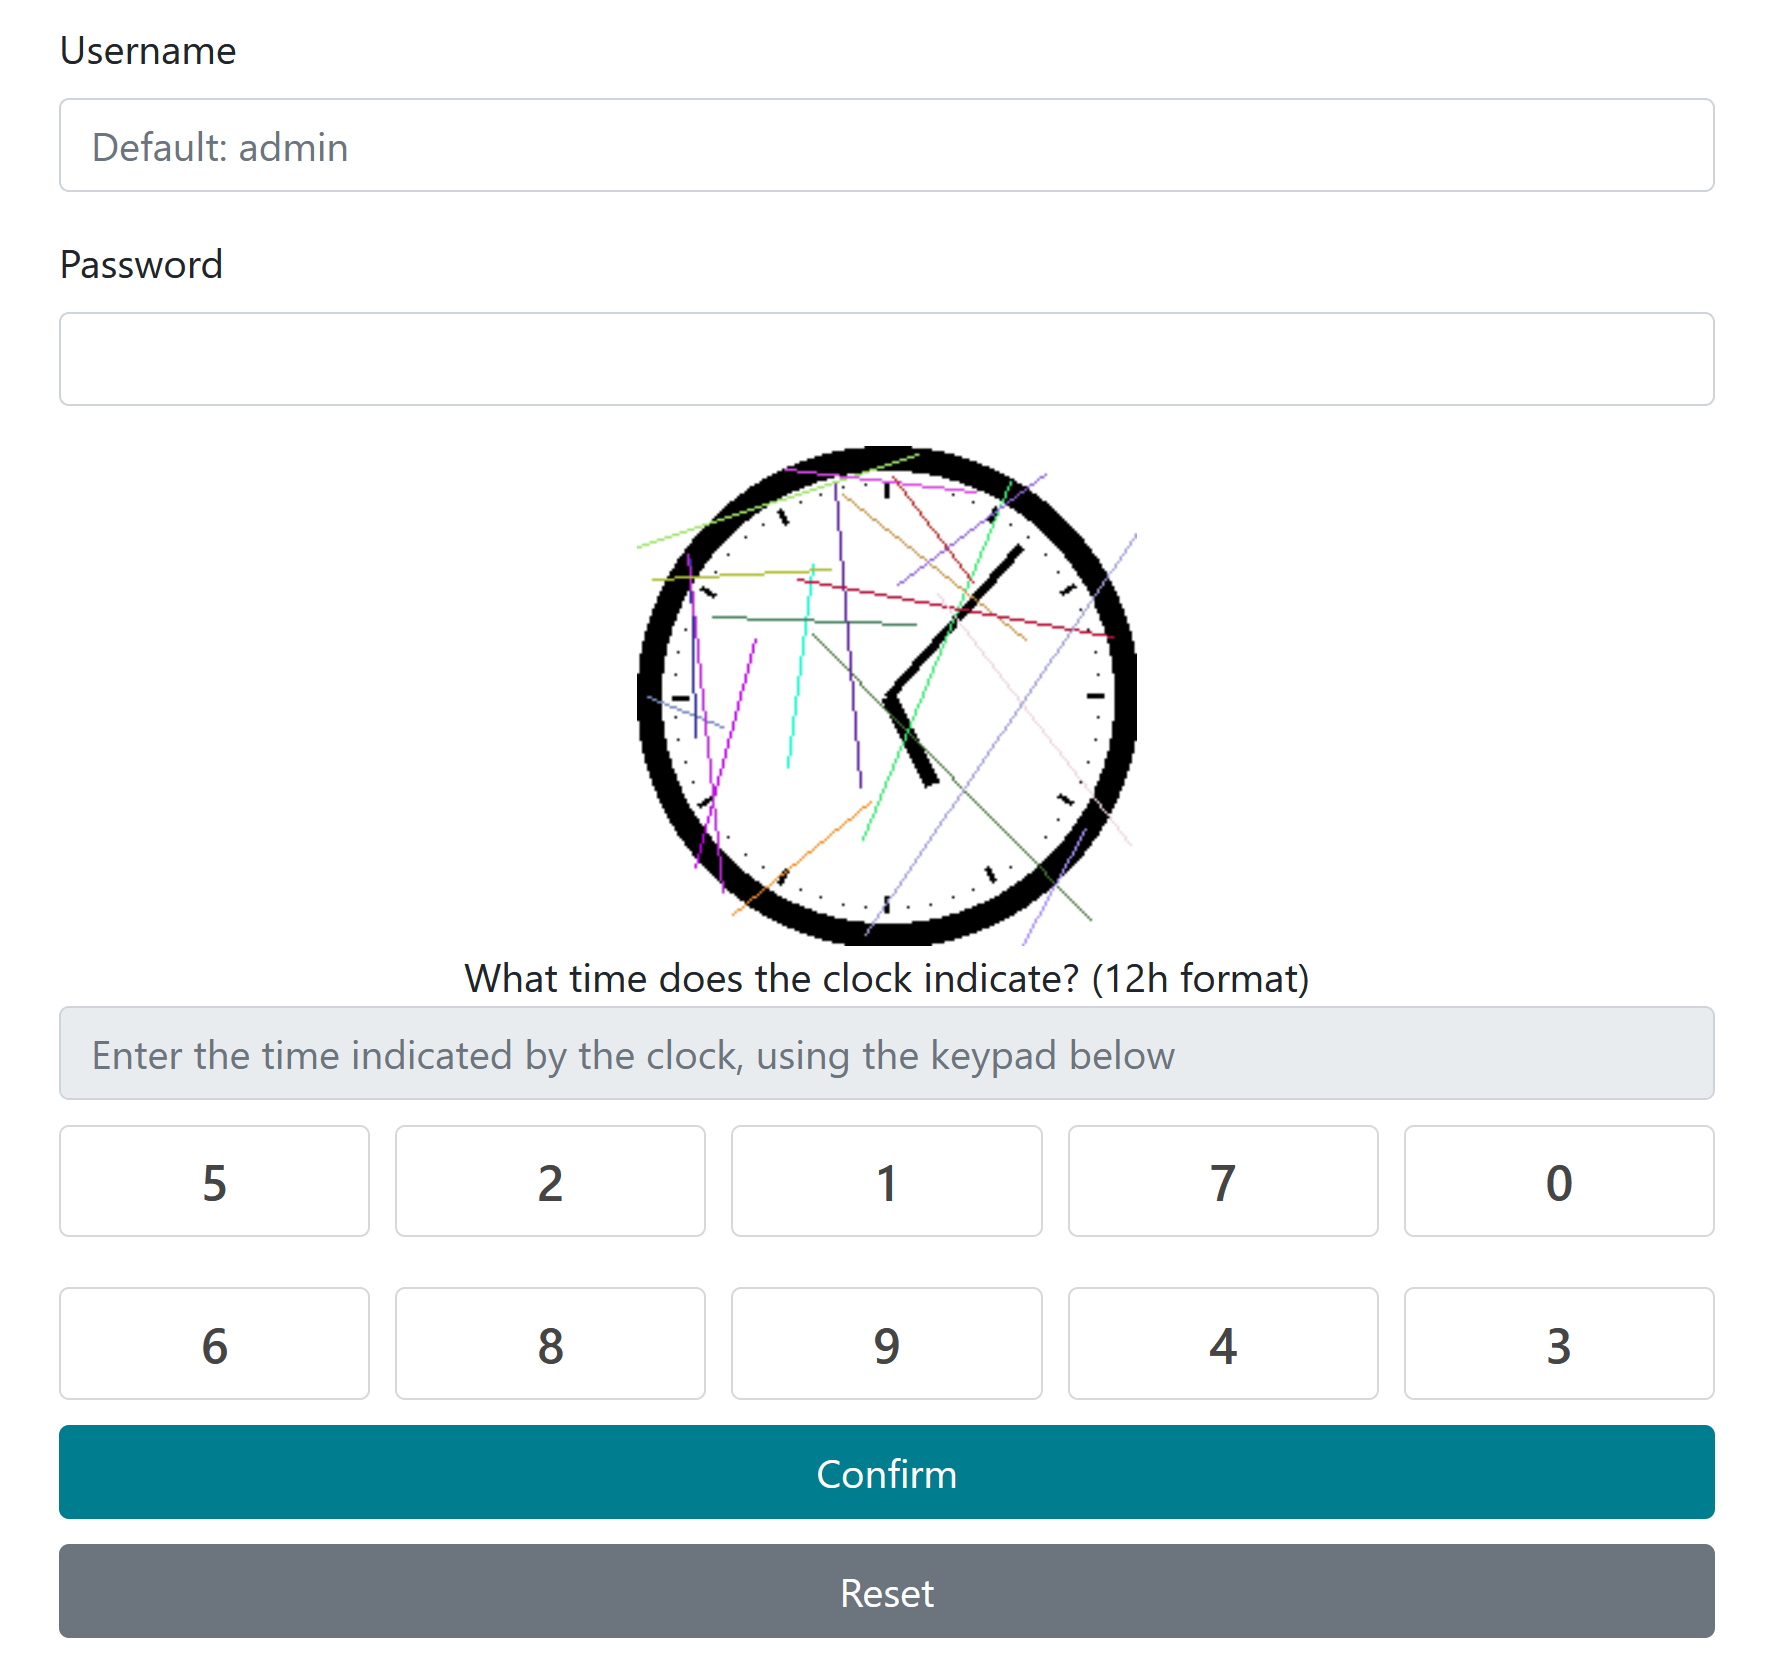 Username
Default: admin
Password
What time does the clock indicate? (12h format)
Enter the time indicated by the clock, using the keypad below
5 2 1 7 0
6 8 9 4 3
Confirm
Reset